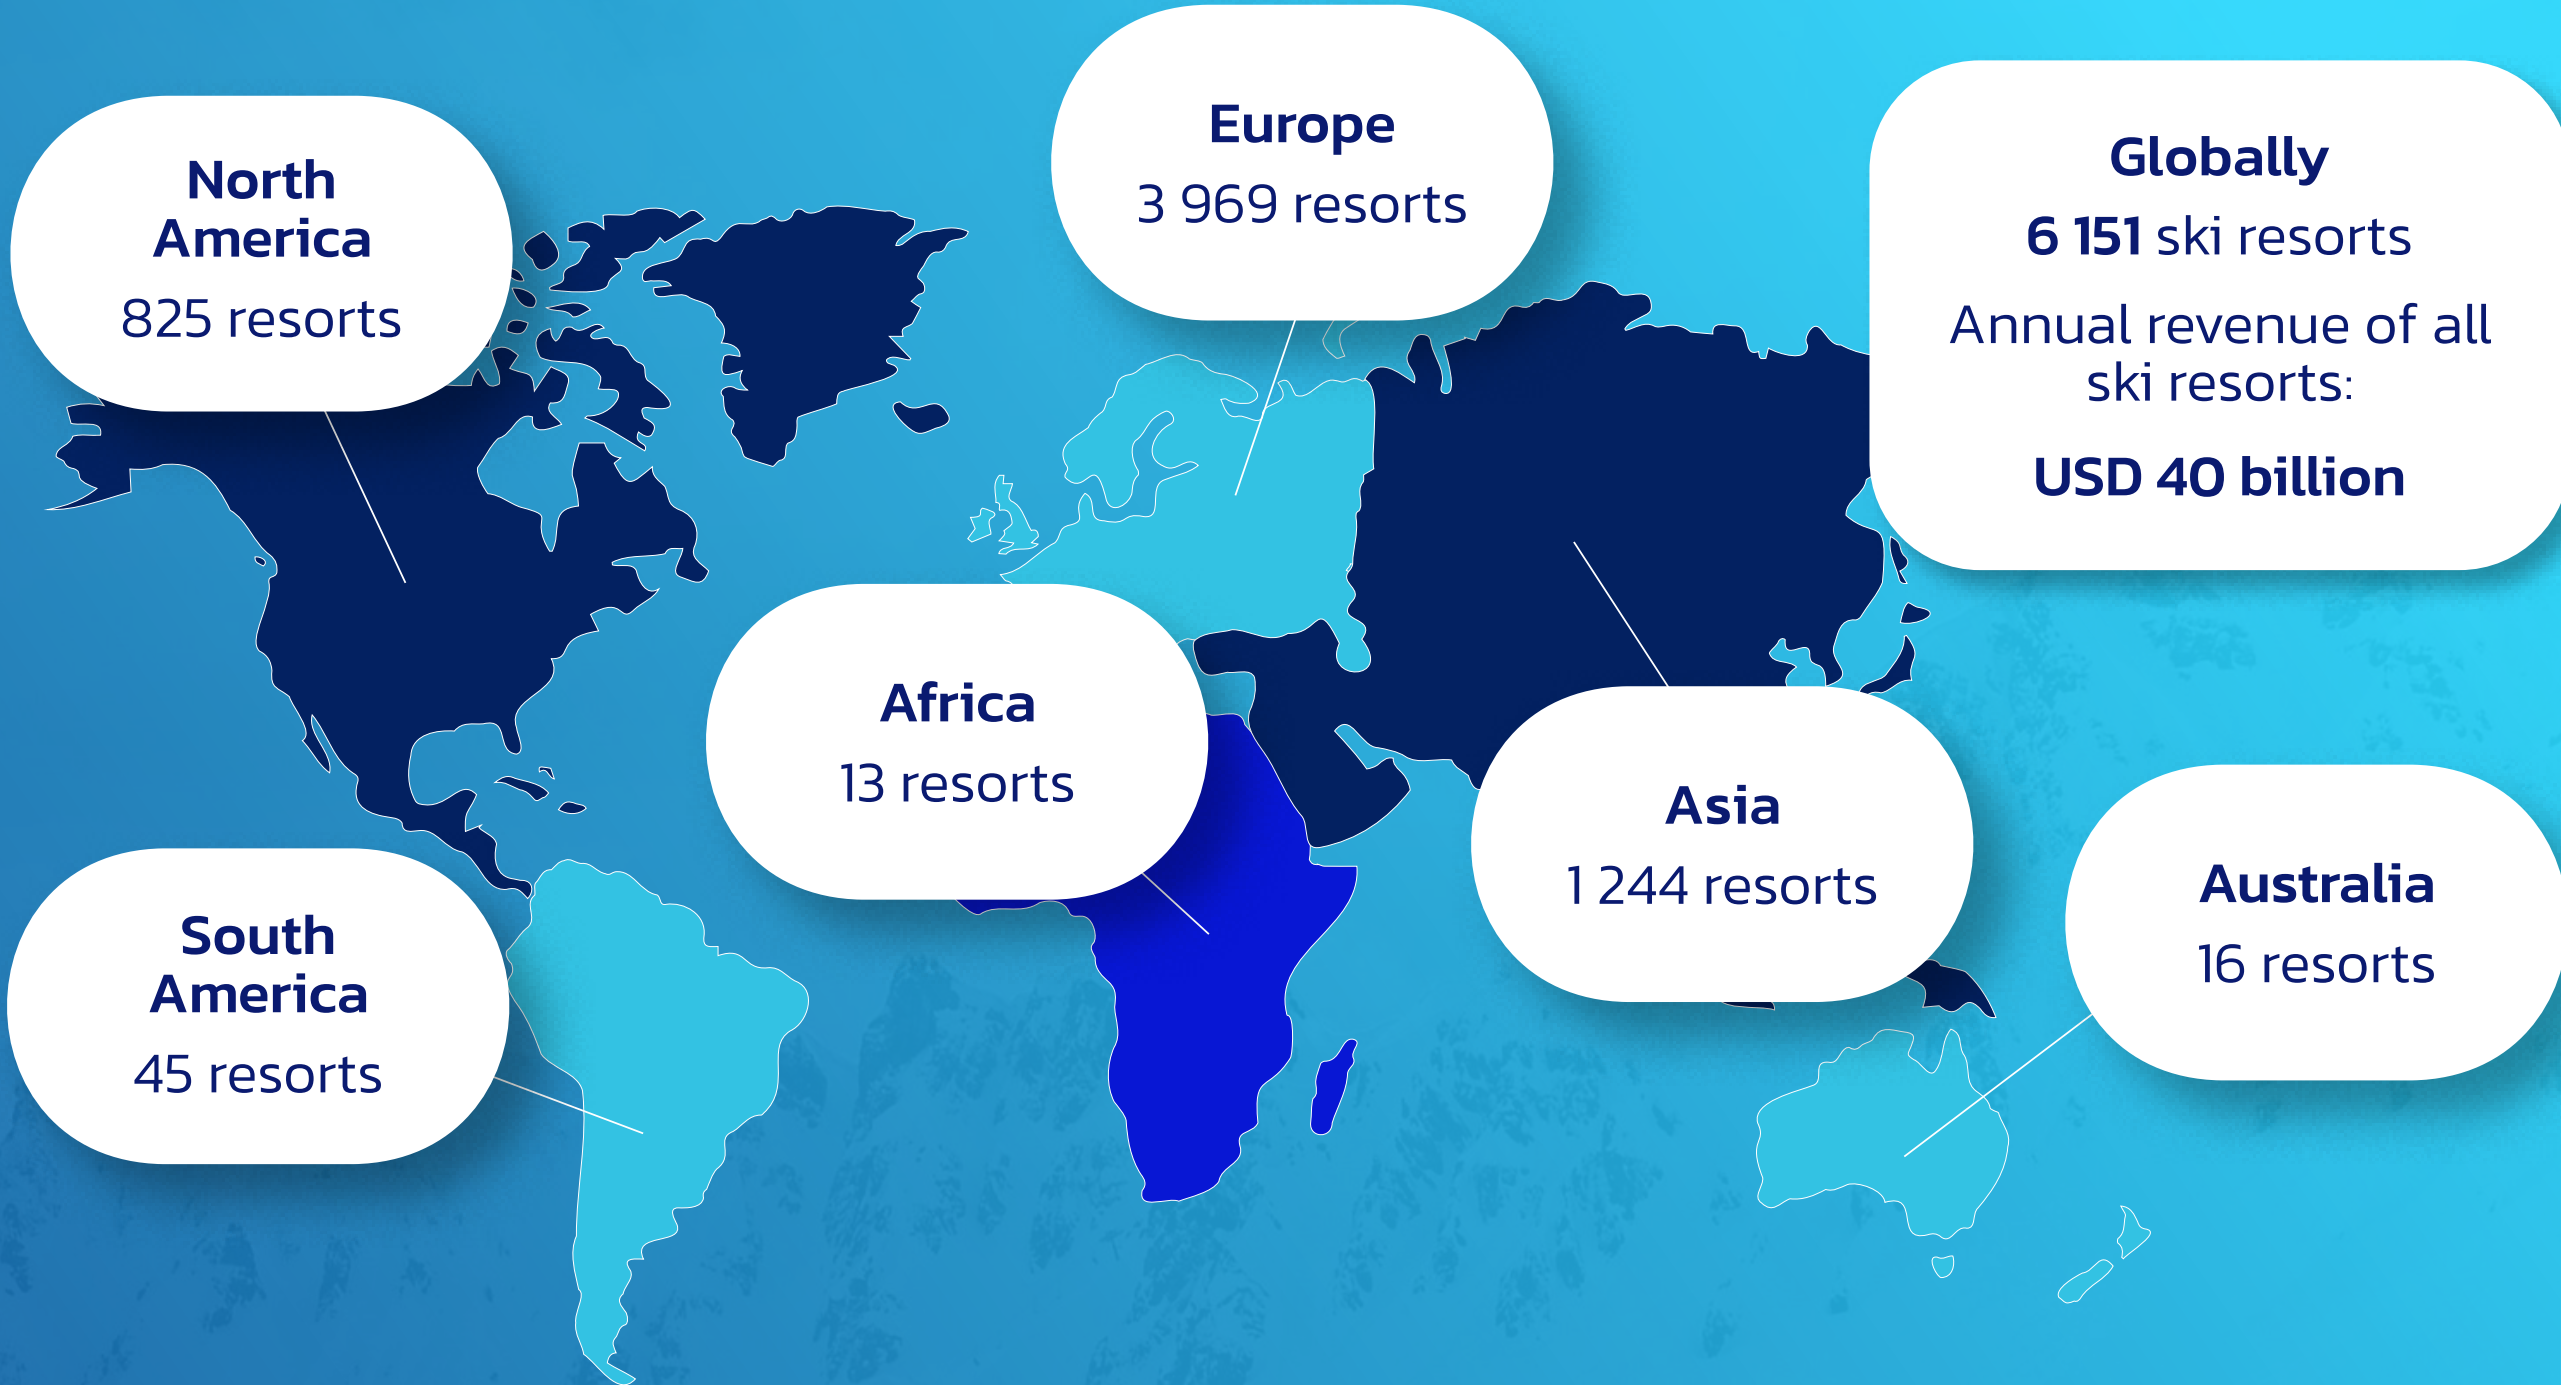 North
America
825 resorts
Europe
3 969 resorts
Globally
6 151 ski resorts
Annual revenue of all
ski resorts:
USD 40 billion
Africa
13 resorts
Asia
1 244 resorts
Australia
16 resorts
South
America
45 resorts